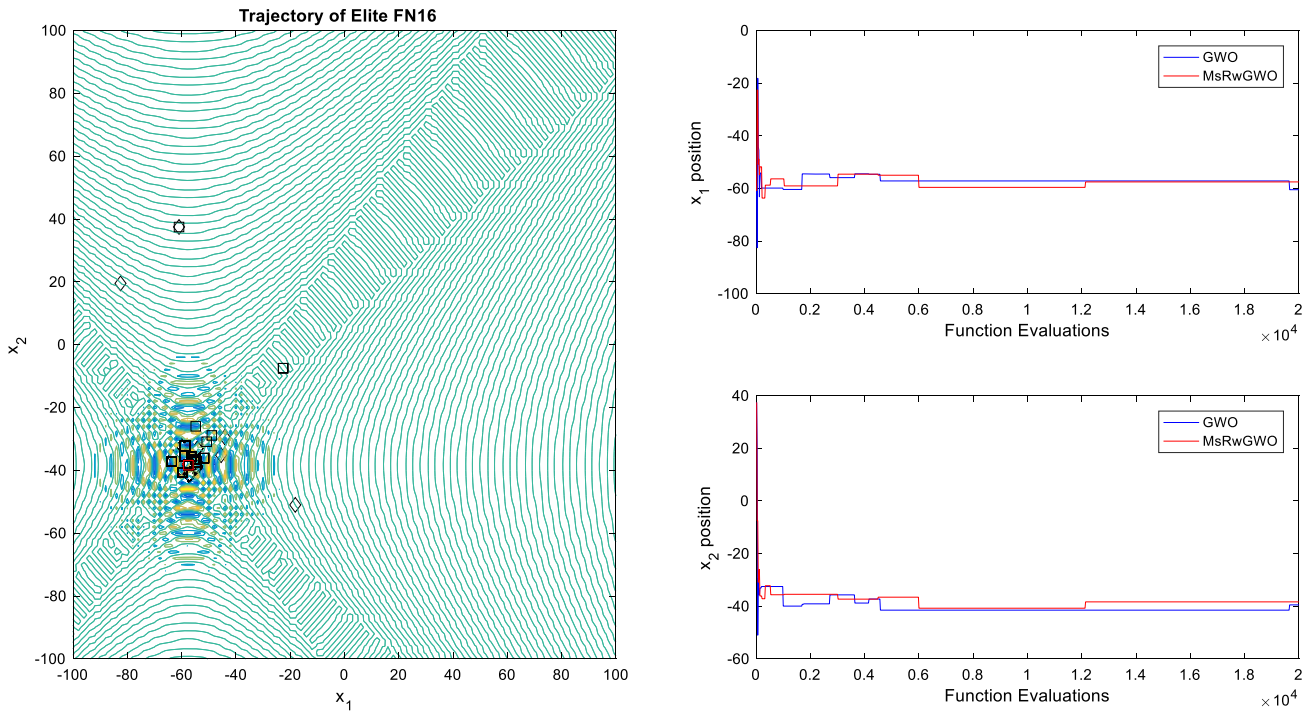 Trajectory of Elite FN16
100
80
60
40
20
0
-20
-40
-60
-80
-100
x2
-100 -80 -60 -40 -20 0 20 40 60 80 100
x1
0
-20
-40
-60
-80
-100
x1 position
GWO
MsRwGWO
0 0.2 0.4 0.6 0.8 1 1.2 1.4 1.6 1.8 2
Function Evaluations
×10^4
40
20
0
-20
-40
-60
x2 position
GWO
MsRwGWO
0 0.2 0.4 0.6 0.8 1 1.2 1.4 1.6 1.8 2
Function Evaluations
×10^4